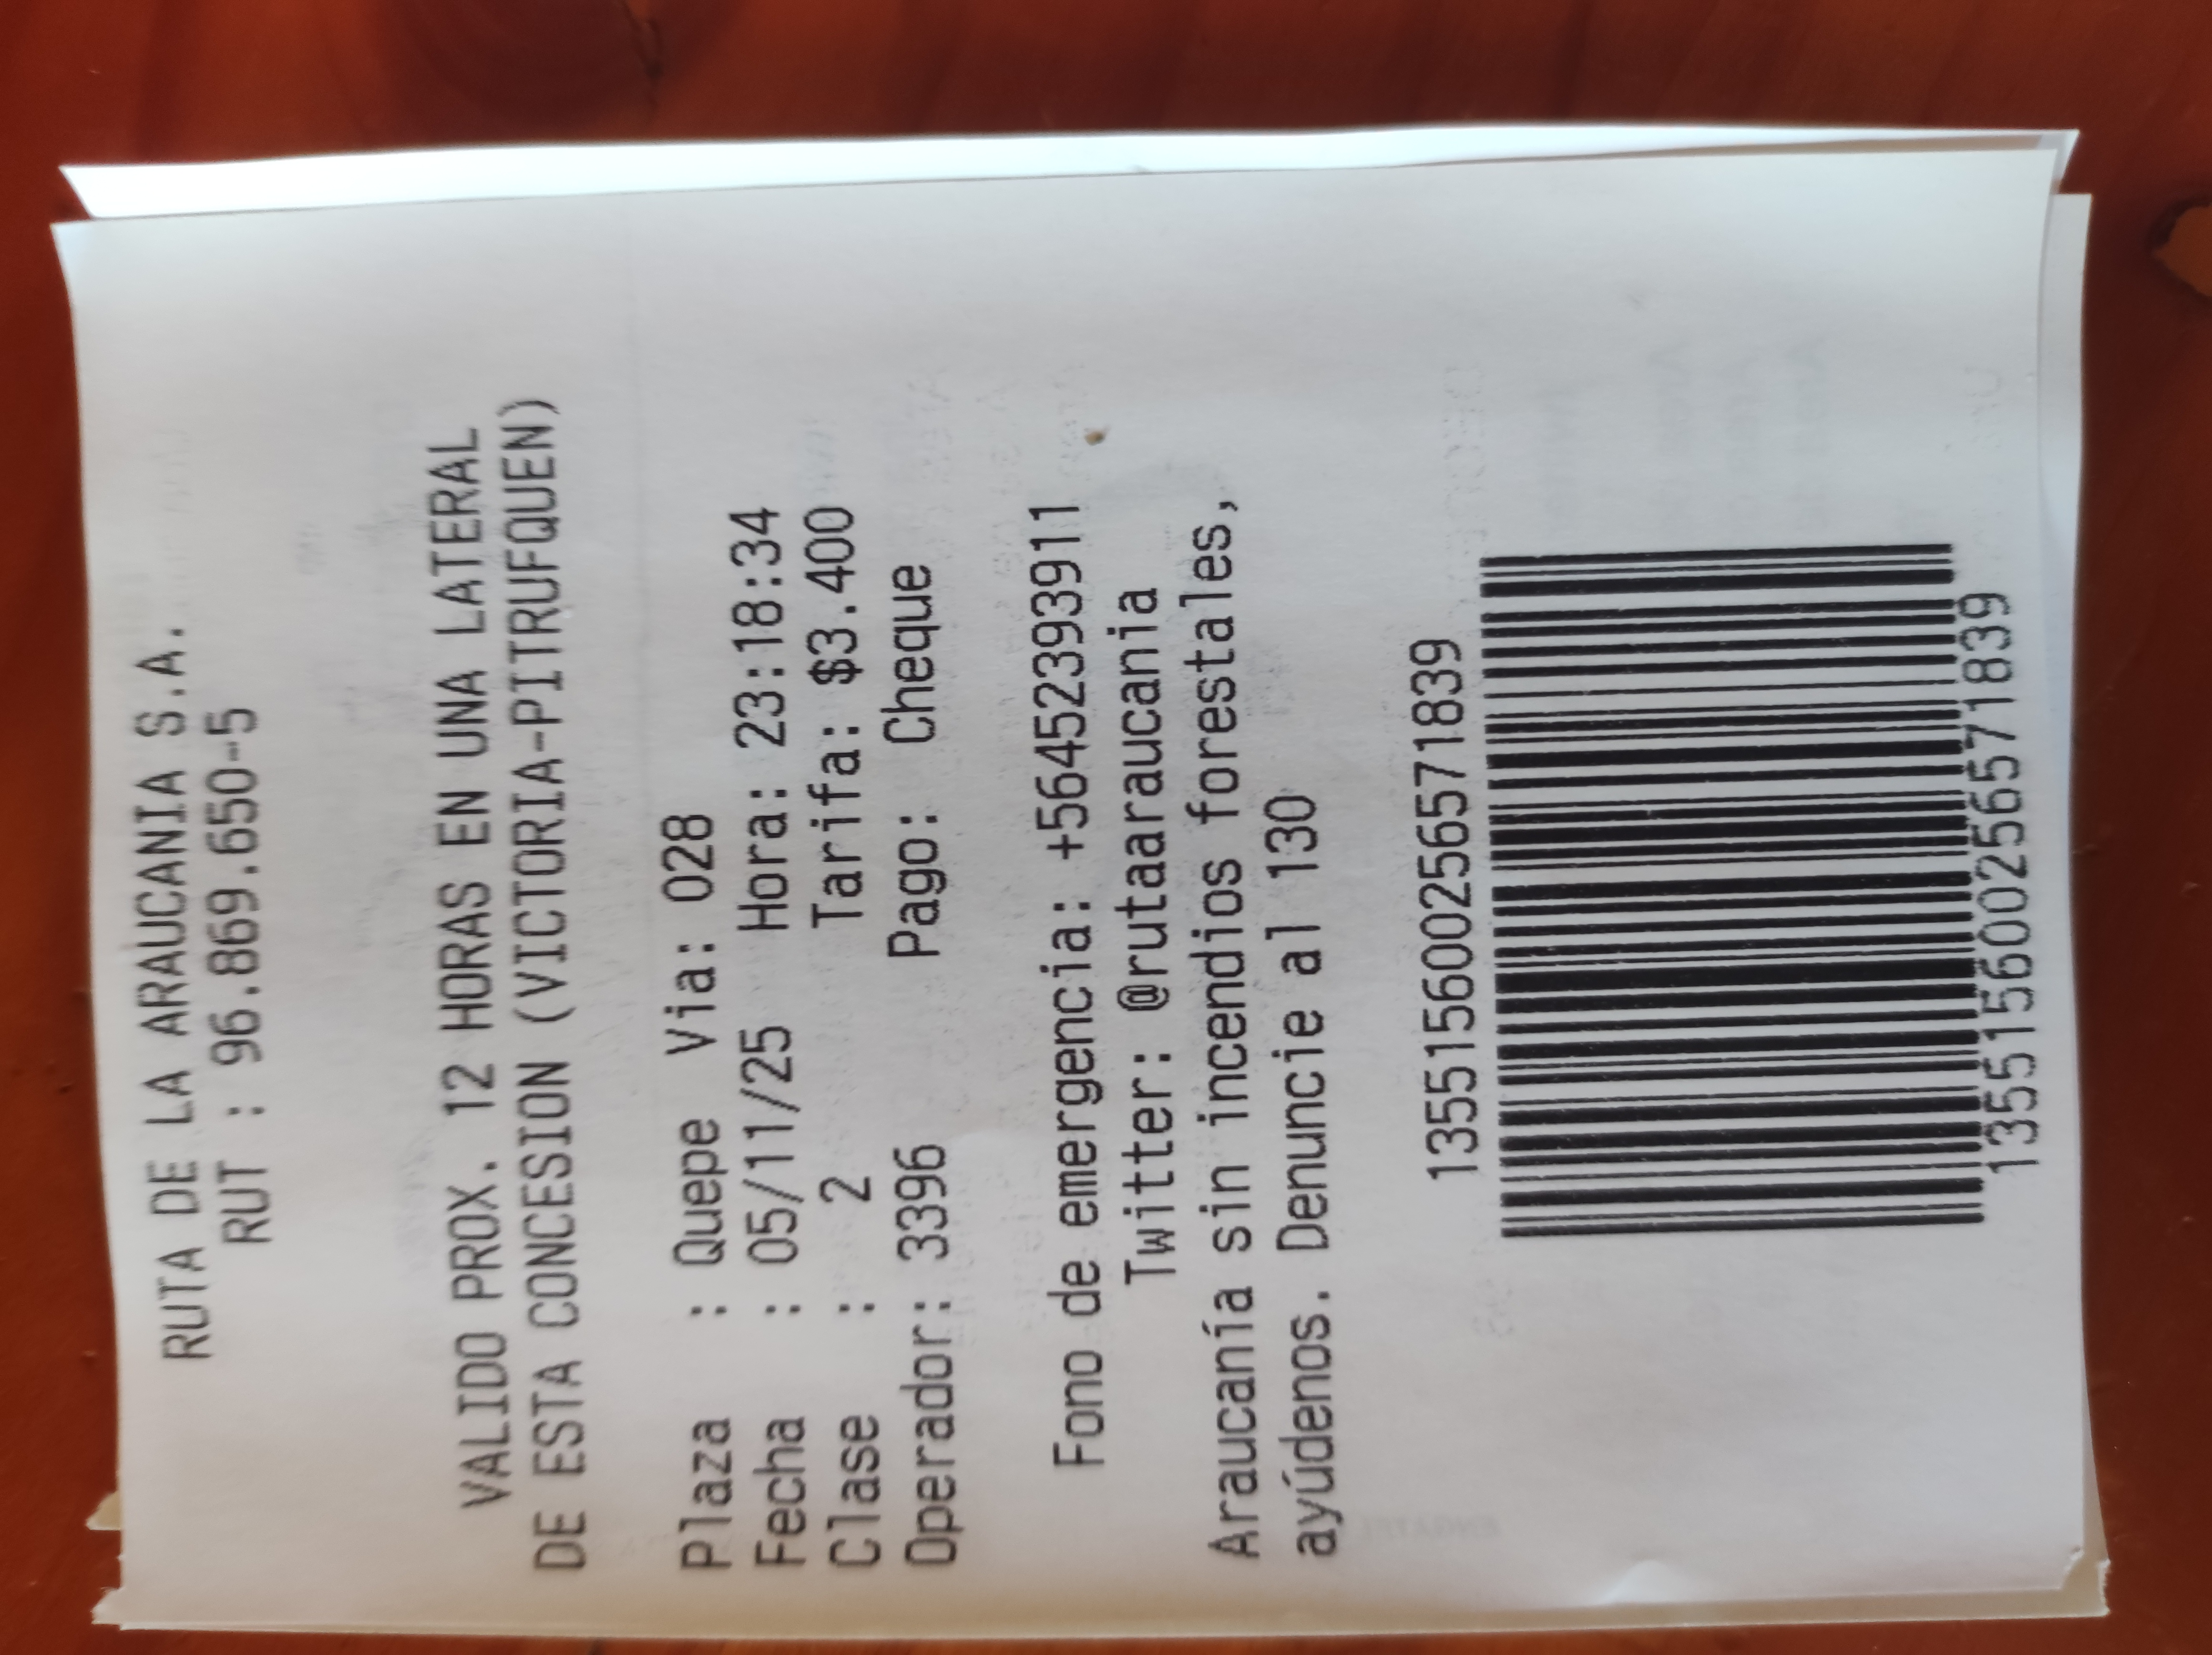 RUTA DE LA ARAUCANIA S.A.
RUT : 96.869.650-5
VALIDO PROX. 12 HORAS EN UNA LATERAL
DE ESTA CONCESION (VICTORIA-PITRUFQUEN)
Plaza : Quepe Via: 028
Fecha : 05/11/25 Hora: 23:18:34
Clase : 2 Tarifa: $3.400
Operador: 3396 Pago: Cheque
Fono de emergencia: +56452393911
Twitter: @rutaaraucania
Araucanía sin incendios forestales,
ayúdenos. Denuncie al 130
135515600256571839
135515600256571839